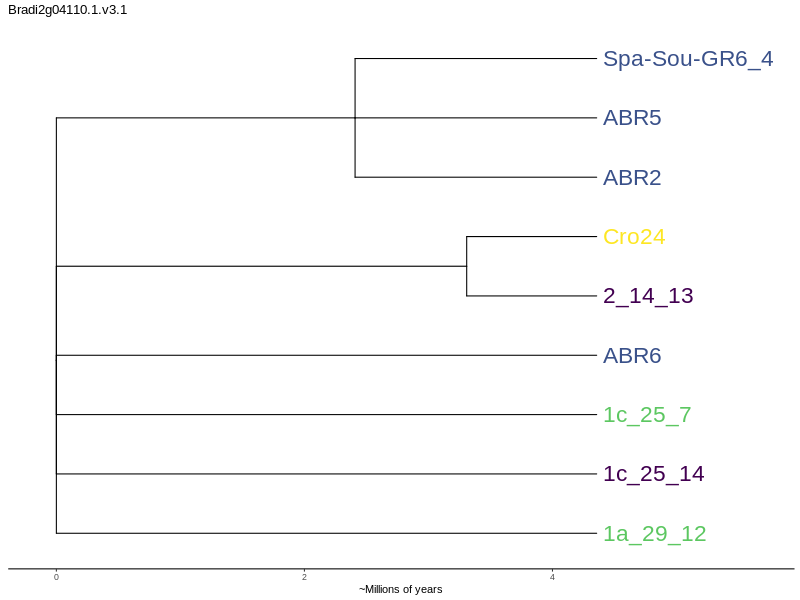 Bradi2g04110.1.v3.1
Spa-Sou-GR6_4
ABR5
ABR2
Cro24
2_14_13
ABR6
1c_25_7
1c_25_14
1a_29_12
0 2 4
~Millions of years